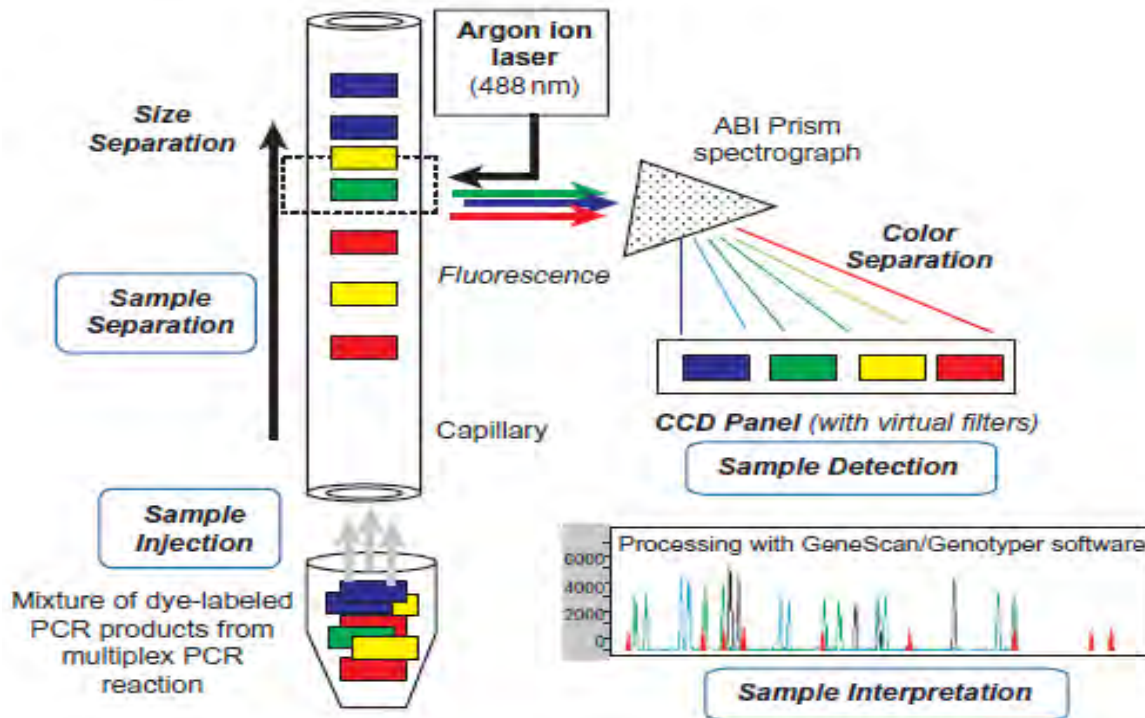 Argon ion
laser
(488 nm)
Size
Separation
ABI Prism
spectrograph
Color
Separation
Fluorescence
Sample
Separation
Capillary
CCD Panel (with virtual filters)
Sample Detection
Sample
Injection
Mixture of dye-labeled
PCR products from
multiplex PCR
reaction
Processing with GeneScan/Genotyper software
6000
4000
2000
0
Sample Interpretation